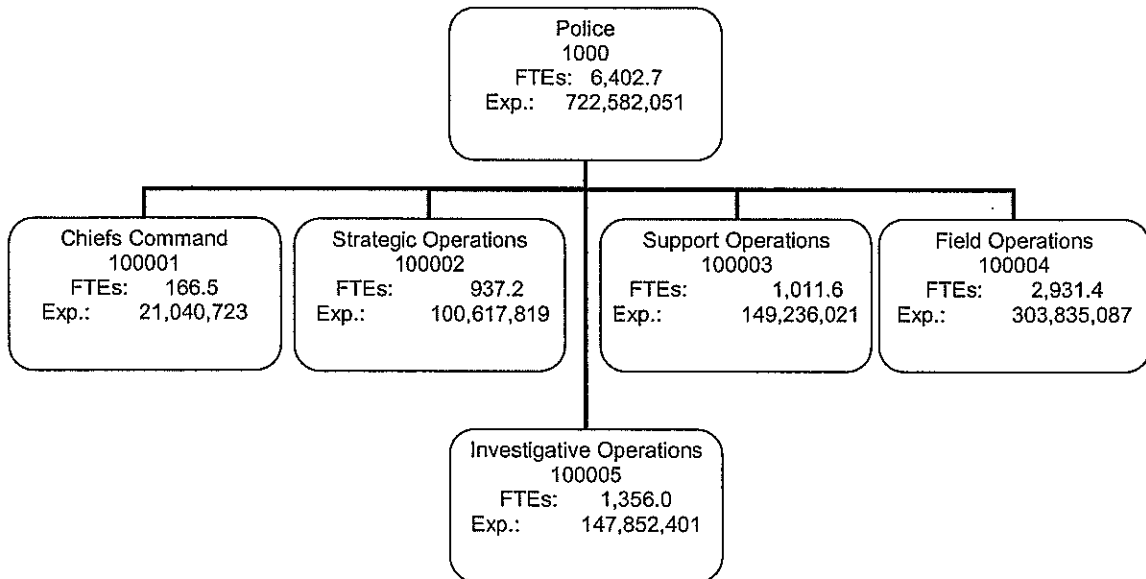 Police
1000
FTEs: 6,402.7
Exp.: 722,582,051
Chiefs Command
100001
FTEs: 166.5
Exp.: 21,040,723
Strategic Operations
100002
FTEs: 937.2
Exp.: 100,617,819
Support Operations
100003
FTEs: 1,011.6
Exp.: 149,236,021
Field Operations
100004
FTEs: 2,931.4
Exp.: 303,835,087
Investigative Operations
100005
FTEs: 1,356.0
Exp.: 147,852,401